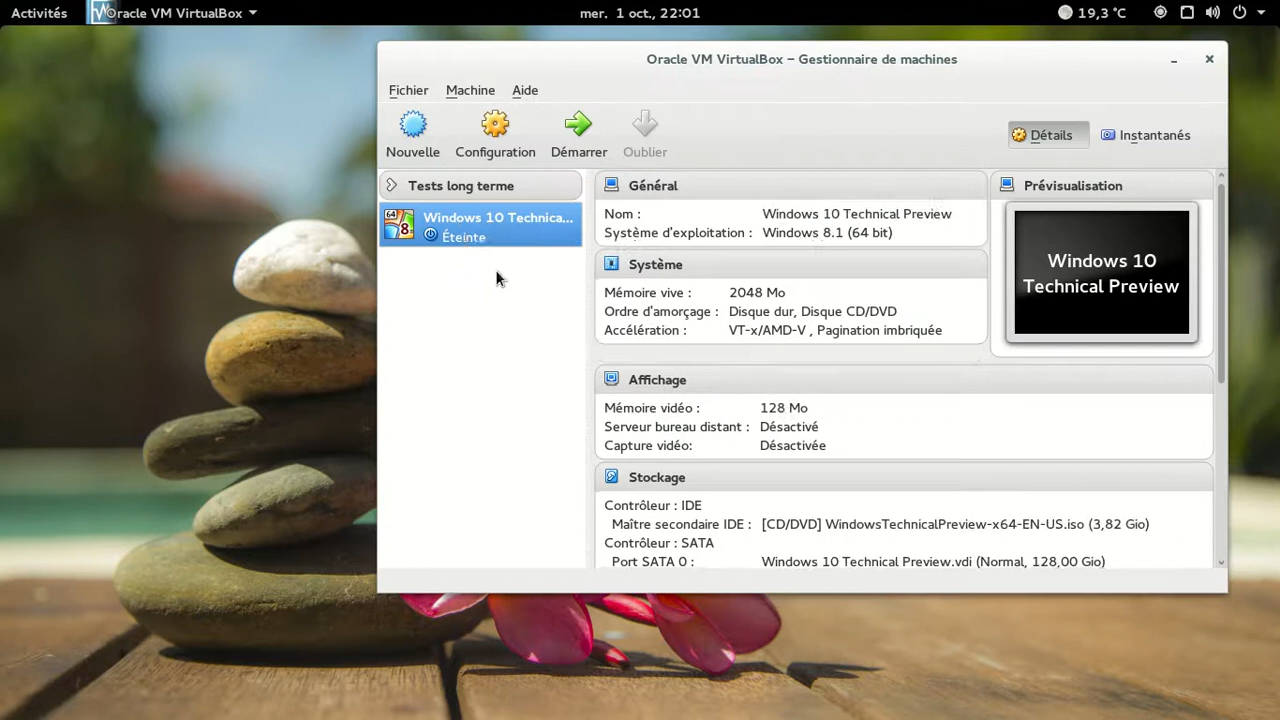 Activités Oracle VM VirtualBox mer. 1 oct., 22:01 19,3 °C
Oracle VM VirtualBox – Gestionnaire de machines
Fichier Machine Aide
Nouvelle Configuration Démarrer Oublier Détails Instantanés
Tests long terme
64 8 Windows 10 Technica...
Éteinte
Général
Nom : Windows 10 Technical Preview
Système d'exploitation : Windows 8.1 (64 bit)
Système
Mémoire vive : 2048 Mo
Ordre d'amorçage : Disque dur, Disque CD/DVD
Accélération : VT-x/AMD-V , Pagination imbriquée
Prévisualisation
Windows 10
Technical Preview
Affichage
Mémoire vidéo : 128 Mo
Serveur bureau distant : Désactivé
Capture vidéo: Désactivée
Stockage
Contrôleur : IDE
Maître secondaire IDE : [CD/DVD] WindowsTechnicalPreview-x64-EN-US.iso (3,82 Gio)
Contrôleur : SATA
Port SATA 0 : Windows 10 Technical Preview.vdi (Normal, 128,00 Gio)